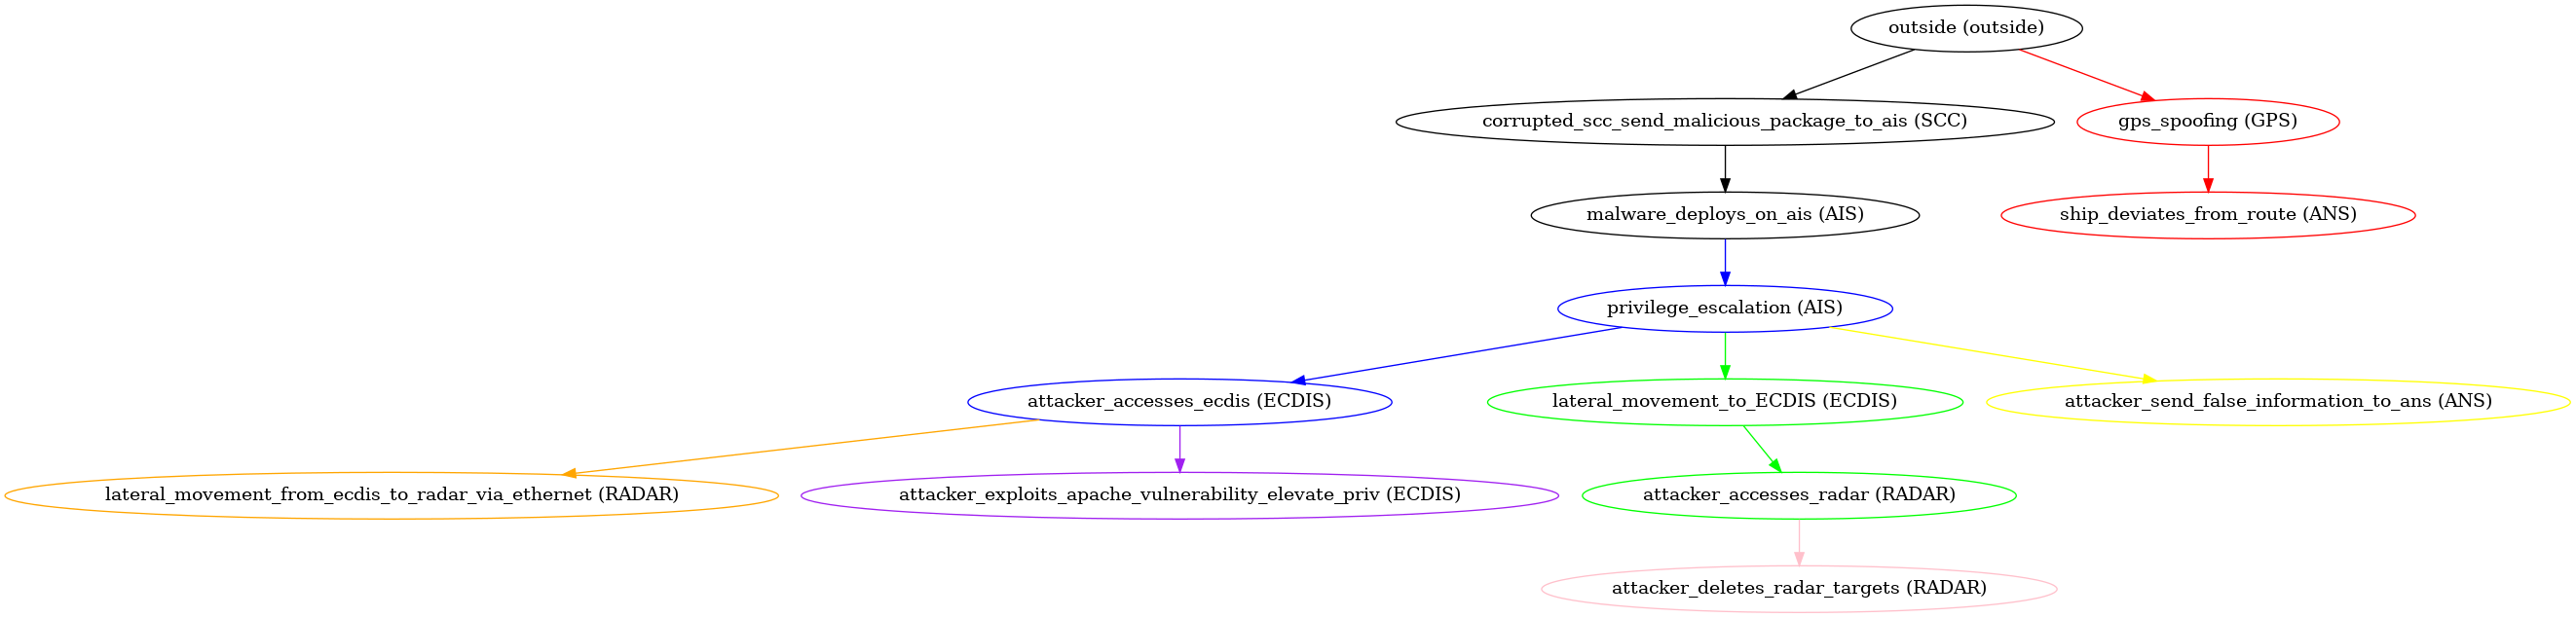 outside (outside)
corrupted_scc_send_malicious_package_to_ais (SCC)
gps_spoofing (GPS)
malware_deploys_on_ais (AIS)
ship_deviates_from_route (ANS)
privilege_escalation (AIS)
attacker_accesses_ecdis (ECDIS)
lateral_movement_to_ECDIS (ECDIS)
attacker_send_false_information_to_ans (ANS)
lateral_movement_from_ecdis_to_radar_via_ethernet (RADAR)
attacker_exploits_apache_vulnerability_elevate_priv (ECDIS)
attacker_accesses_radar (RADAR)
attacker_deletes_radar_targets (RADAR)